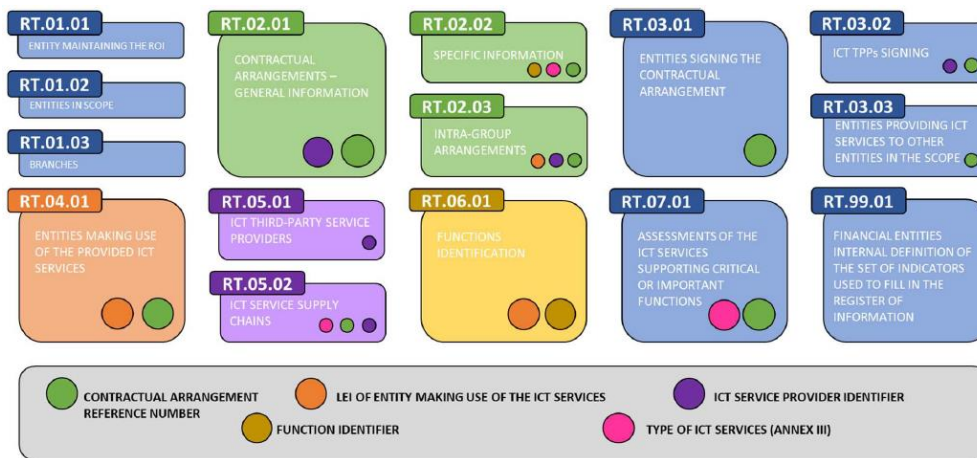 RT.01.01
ENTITY MAINTAINING THE ROI
RT.01.02
ENTITIES IN SCOPE
RT.01.03
BRANCHES
RT.02.01
CONTRACTUAL
ARRANGEMENTS –
GENERAL INFORMATION
RT.02.02
SPECIFIC INFORMATION
RT.02.03
INTRA-GROUP
ARRANGEMENTS
RT.03.01
ENTITIES SIGNING THE
CONTRACTUAL
ARRANGEMENT
RT.03.02
ICT TPPs SIGNING
RT.03.03
ENTITIES PROVIDING ICT
SERVICES TO OTHER
ENTITIES IN THE SCOPE
RT.04.01
ENTITIES MAKING USE
OF THE PROVIDED ICT
SERVICES
RT.05.01
ICT THIRD-PARTY SERVICE
PROVIDERS
RT.05.02
ICT SERVICE SUPPLY
CHAINS
RT.06.01
FUNCTIONS
IDENTIFICATION
RT.07.01
ASSESSMENTS OF THE
ICT SERVICES
SUPPORTING CRITICAL
OR IMPORTANT
FUNCTIONS
RT.99.01
FINANCIAL ENTITIES
INTERNAL DEFINITION OF
THE SET OF INDICATORS
USED TO FILL IN THE
REGISTER OF
INFORMATION
CONTRACTUAL ARRANGEMENT
REFERENCE NUMBER
LEI OF ENTITY MAKING USE OF THE ICT SERVICES
ICT SERVICE PROVIDER IDENTIFIER
FUNCTION IDENTIFIER
TYPE OF ICT SERVICES (ANNEX III)